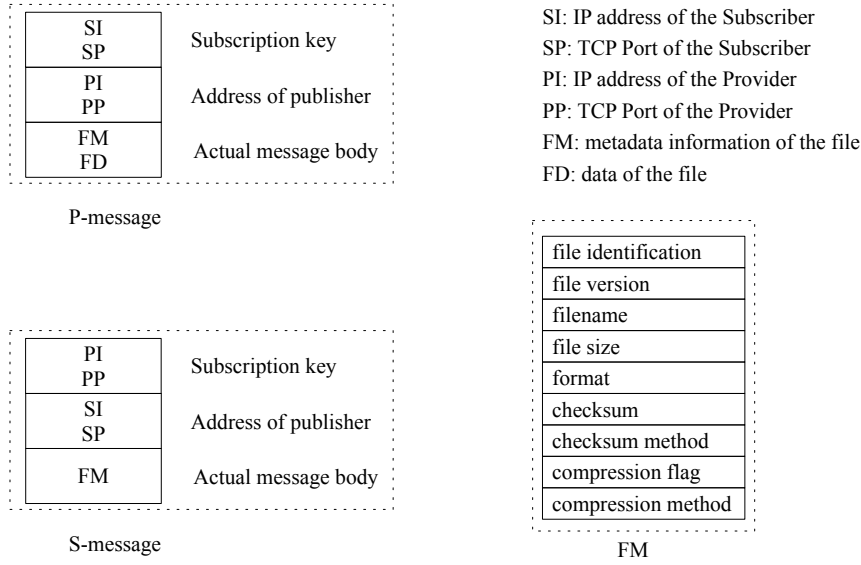 SI
SP
Subscription key
PI
PP
Address of publisher
FM
FD
Actual message body
P-message
SI: IP address of the Subscriber
SP: TCP Port of the Subscriber
PI: IP address of the Provider
PP: TCP Port of the Provider
FM: metadata information of the file
FD: data of the file
PI
PP
Subscription key
SI
SP
Address of publisher
FM
Actual message body
S-message
file identification
file version
filename
file size
format
checksum
checksum method
compression flag
compression method
FM